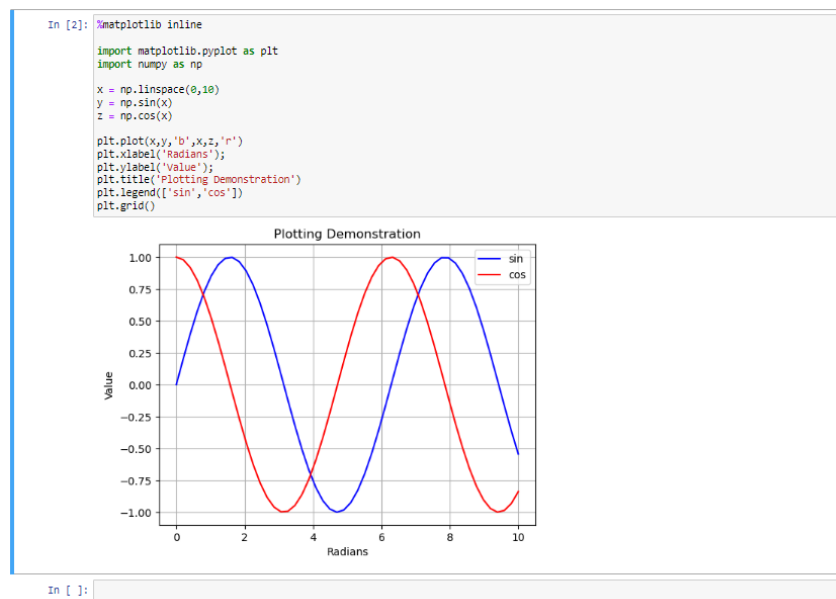 In [2]: %matplotlib inline
import matplotlib.pyplot as plt
import numpy as np
x = np.linspace(0,10)
y = np.sin(x)
z = np.cos(x)
plt.plot(x,y,'b',x,z,'r')
plt.xlabel('Radians');
plt.ylabel('Value');
plt.title('Plotting Demonstration')
plt.legend(['sin','cos'])
plt.grid()
Plotting Demonstration
sin
cos
1.00
0.75
0.50
0.25
0.00
−0.25
−0.50
−0.75
−1.00
Value
0 2 4 6 8 10
Radians
In [ ]: